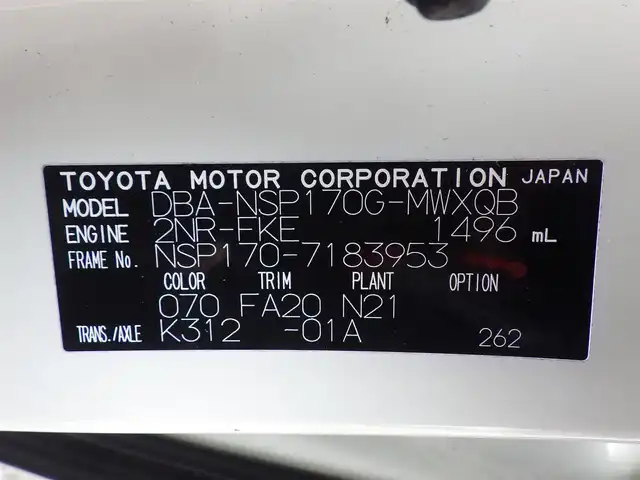 TOYOTA MOTOR CORPORATION JAPAN
MODEL DBA-NSP170G-MWXQB
ENGINE 2NR-FKE 1496 mL
FRAME No. NSP170-7183953
COLOR TRIM PLANT OPTION
070 FA20 N21
TRANS./AXLE K312 -01A 262